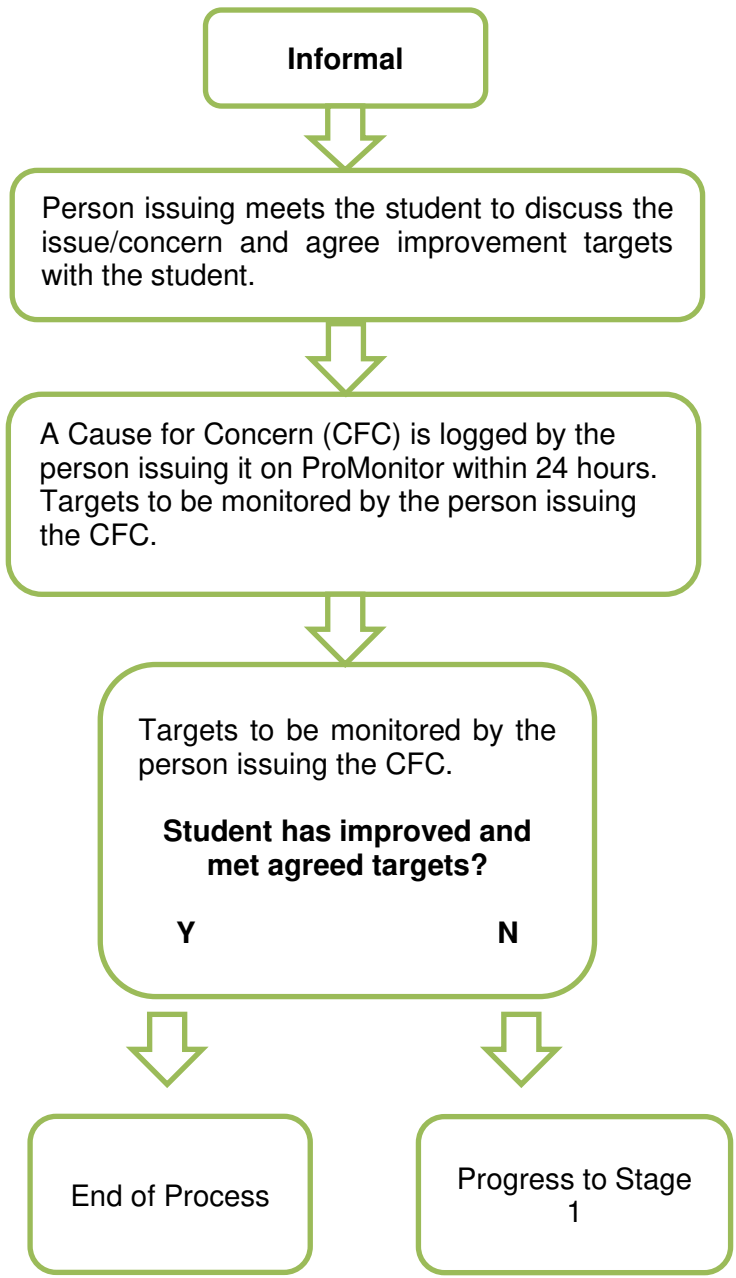 Informal
Person issuing meets the student to discuss the
issue/concern and agree improvement targets
with the student.
A Cause for Concern (CFC) is logged by the
person issuing it on ProMonitor within 24 hours.
Targets to be monitored by the person issuing
the CFC.
Targets to be monitored by the
person issuing the CFC.
Student has improved and
met agreed targets?
Y N
End of Process
Progress to Stage
1